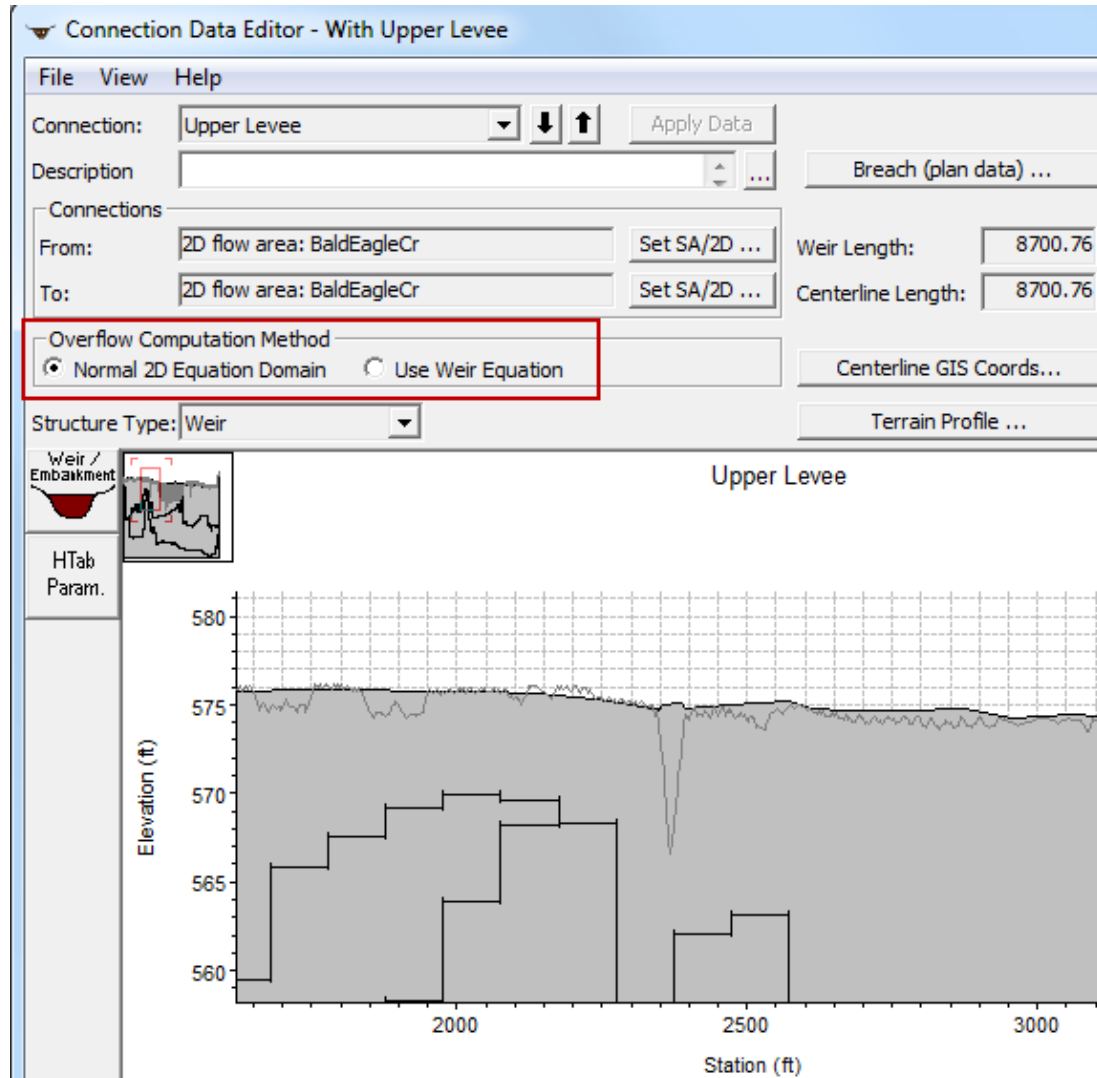 Connection Data Editor - With Upper Levee
File View Help
Connection: Upper Levee Apply Data
Description ... Breach (plan data) ...
Connections
From: 2D flow area: BaldEagleCr Set SA/2D ... Weir Length: 8700.76
To: 2D flow area: BaldEagleCr Set SA/2D ... Centerline Length: 8700.76
Overflow Computation Method
Normal 2D Equation Domain Use Weir Equation Centerline GIS Coords...
Structure Type: Weir Terrain Profile ...
Weir /
Embankment
HTab
Param.
Upper Levee
580
575
570
565
560
Elevation (ft)
2000 2500 3000
Station (ft)